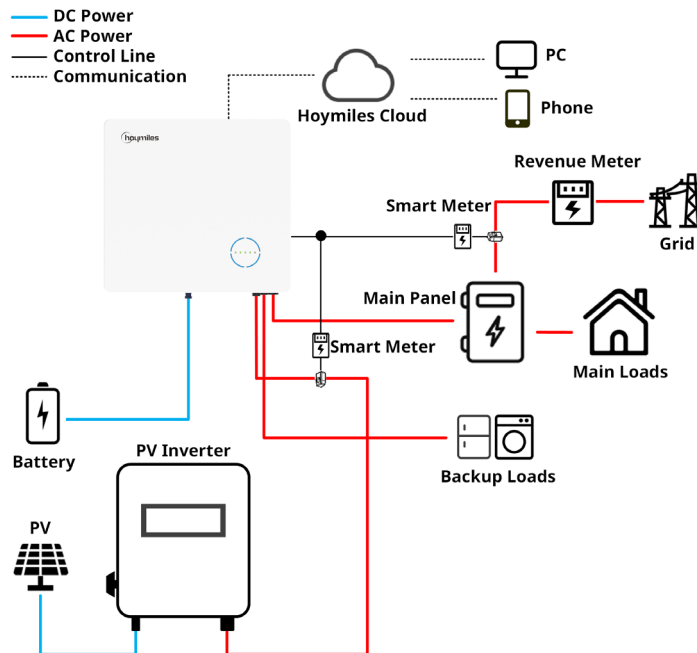 DC Power
AC Power
Control Line
Communication
Hoymiles Cloud
PC
Phone
hoymiles
Revenue Meter
Smart Meter
Grid
Main Panel
Smart Meter
Main Loads
Battery
PV Inverter
Backup Loads
PV